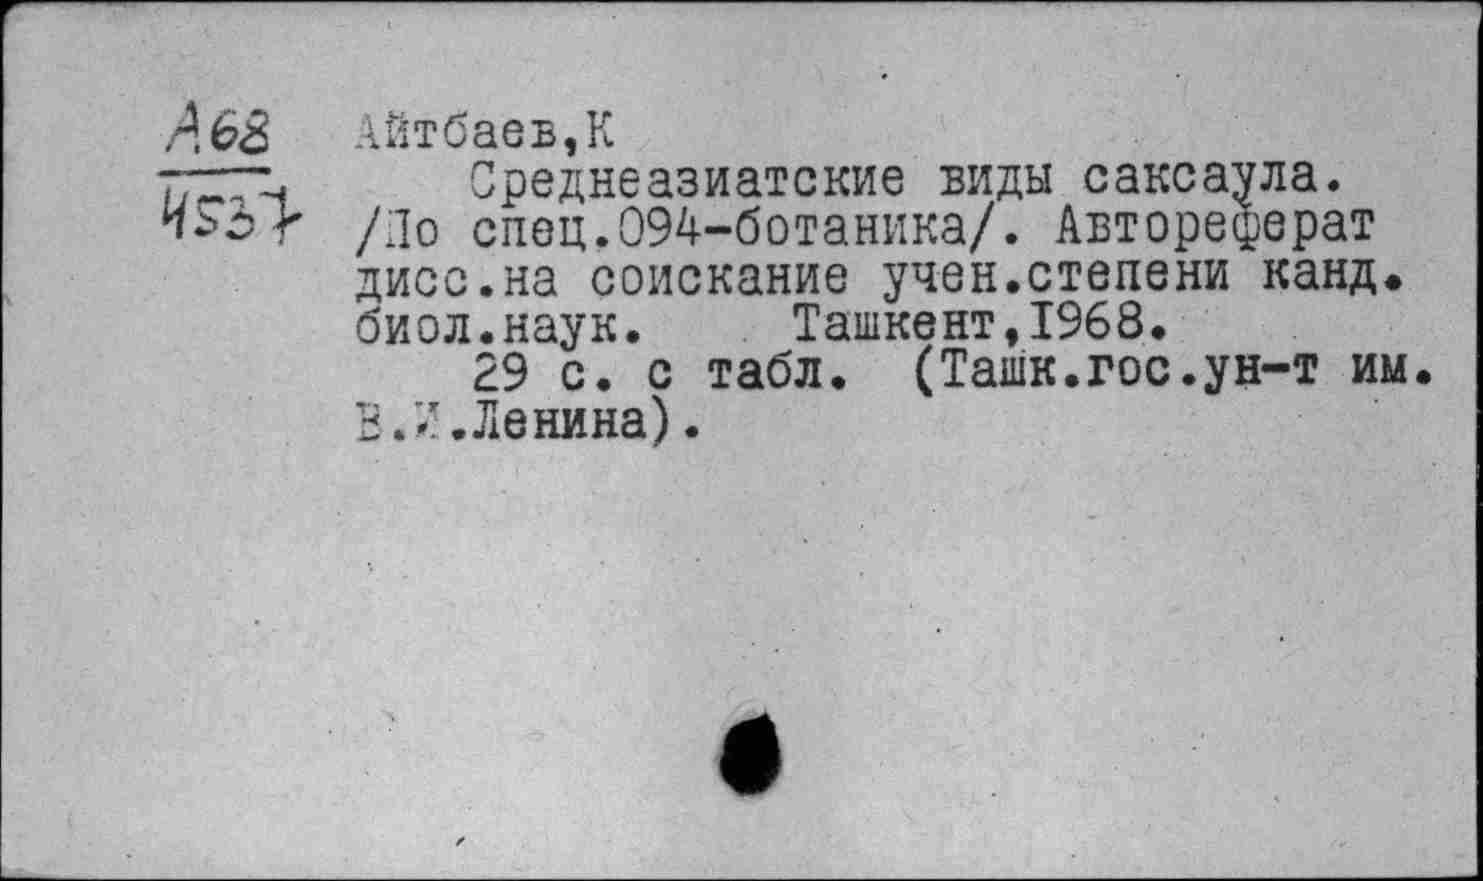 А68 Айтбаев,К
Среднеазиатские виды саксаула.
/По спец.094-ботаника/. Автореферат
дисс.на соискание учен.степени канд.
биол.наук. Ташкент,1968.
29 с. с табл. (Ташк.гос.ун-т им.
В.И.Ленина).